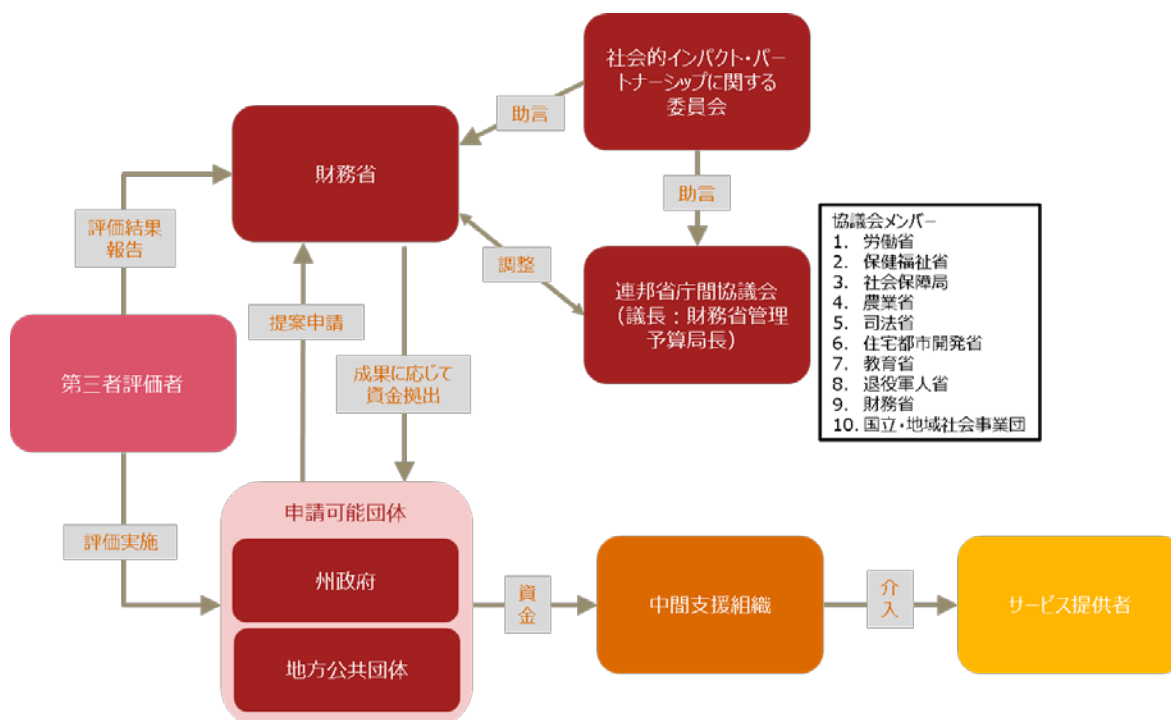 社会的インパクト・パー
トナーシップに関する
委員会
助言
財務省
助言
評価結果
報告
調整
提案申請
連邦省庁間協議会
（議長：財務省管理
予算局長）
協議会メンバー
1. 労働省
2. 保健福祉省
3. 社会保障局
4. 農業省
5. 司法省
6. 住宅都市開発省
7. 教育省
8. 退役軍人省
9. 財務省
10. 国立・地域社会事業団
第三者評価者
成果に応じて
資金拠出
評価実施
申請可能団体
州政府
地方公共団体
資
金
中間支援組織
介
入
サービス提供者